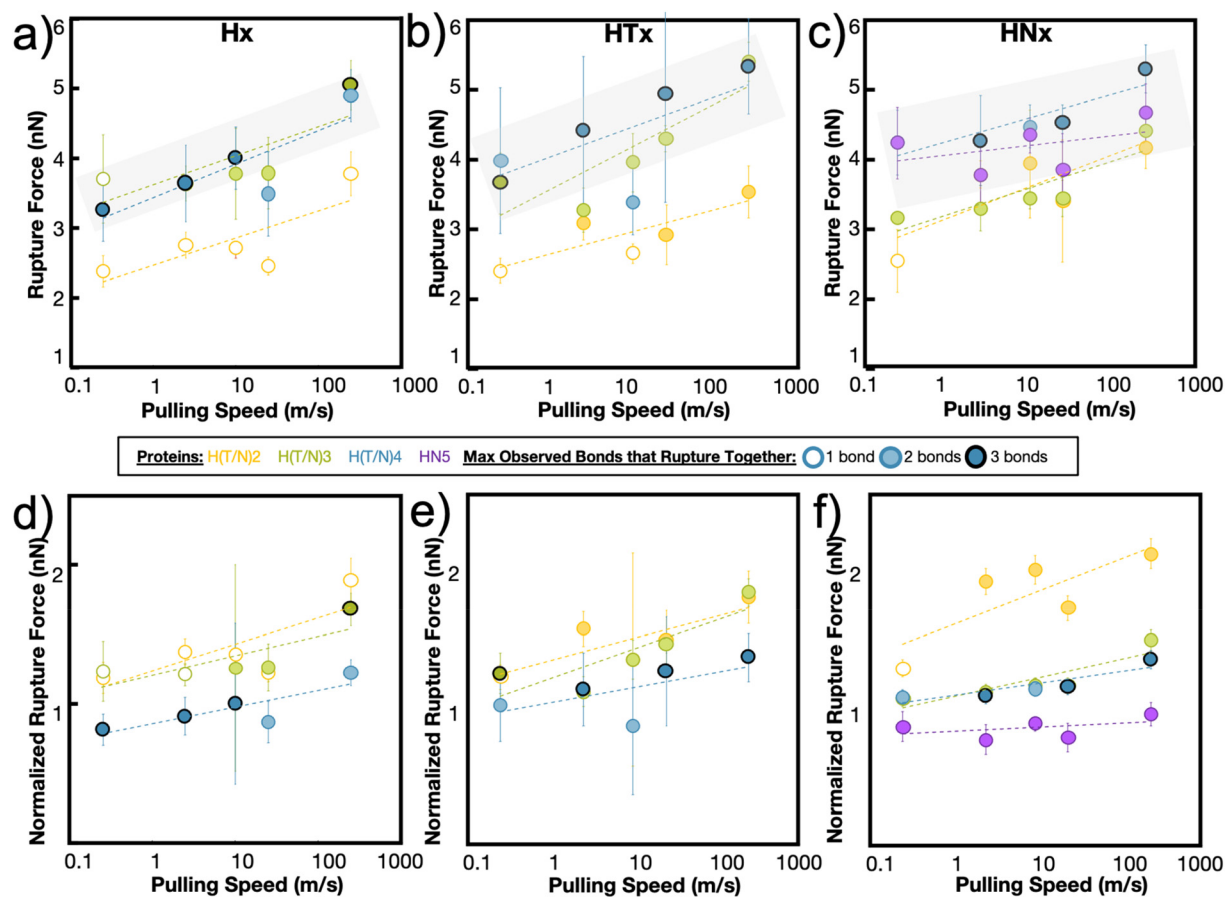 a) Hx
b) HTx
c) HNx
Rupture Force (nN)
6
5
4
3
2
1
0.1 1 10 100 1000
Pulling Speed (m/s)
Rupture Force (nN)
6
5
4
3
2
1
0.1 1 10 100 1000
Pulling Speed (m/s)
Rupture Force (nN)
6
5
4
3
2
1
0.1 1 10 100 1000
Pulling Speed (m/s)
Proteins: H(T/N)2 H(T/N)3 H(T/N)4 HN5 Max Observed Bonds that Rupture Together: 1 bond 2 bonds 3 bonds
d)
e)
f)
Normalized Rupture Force (nN)
2
1
0.1 1 10 100 1000
Pulling Speed (m/s)
Normalized Rupture Force (nN)
2
1
0.1 1 10 100 1000
Pulling Speed (m/s)
Normalized Rupture Force (nN)
2
1
0.1 1 10 100 1000
Pulling Speed (m/s)